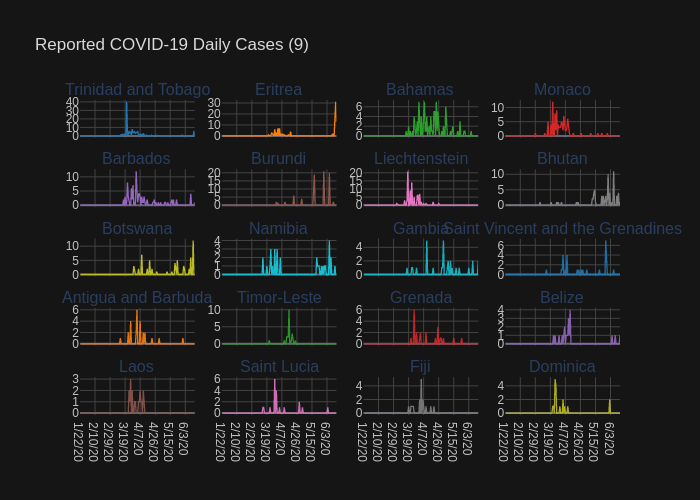 Reported COVID-19 Daily Cases (9)
Trinidad and Tobago Eritrea Bahamas Monaco
40 30 20 10 0
30 20 10 0
6 4 2 0
10 5 0
Barbados Burundi Liechtenstein Bhutan
10 5 0
20 15 10 5 0
20 15 10 5 0
10 5 0
Botswana Namibia Gambia Saint Vincent and the Grenadines
10 5 0
4 3 2 1 0
4 2 0
6 4 2 0
Antigua and Barbuda Timor-Leste Grenada Belize
6 4 2 0
10 5 0
6 4 2 0
4 3 2 1 0
Laos Saint Lucia Fiji Dominica
3 2 1 0
6 4 2 0
4 2 0
4 2 0
1/22/20 2/10/20 2/29/20 3/19/20 4/7/20 4/26/20 5/15/20 6/3/20
1/22/20 2/10/20 2/29/20 3/19/20 4/7/20 4/26/20 5/15/20 6/3/20
1/22/20 2/10/20 2/29/20 3/19/20 4/7/20 4/26/20 5/15/20 6/3/20
1/22/20 2/10/20 2/29/20 3/19/20 4/7/20 4/26/20 5/15/20 6/3/20